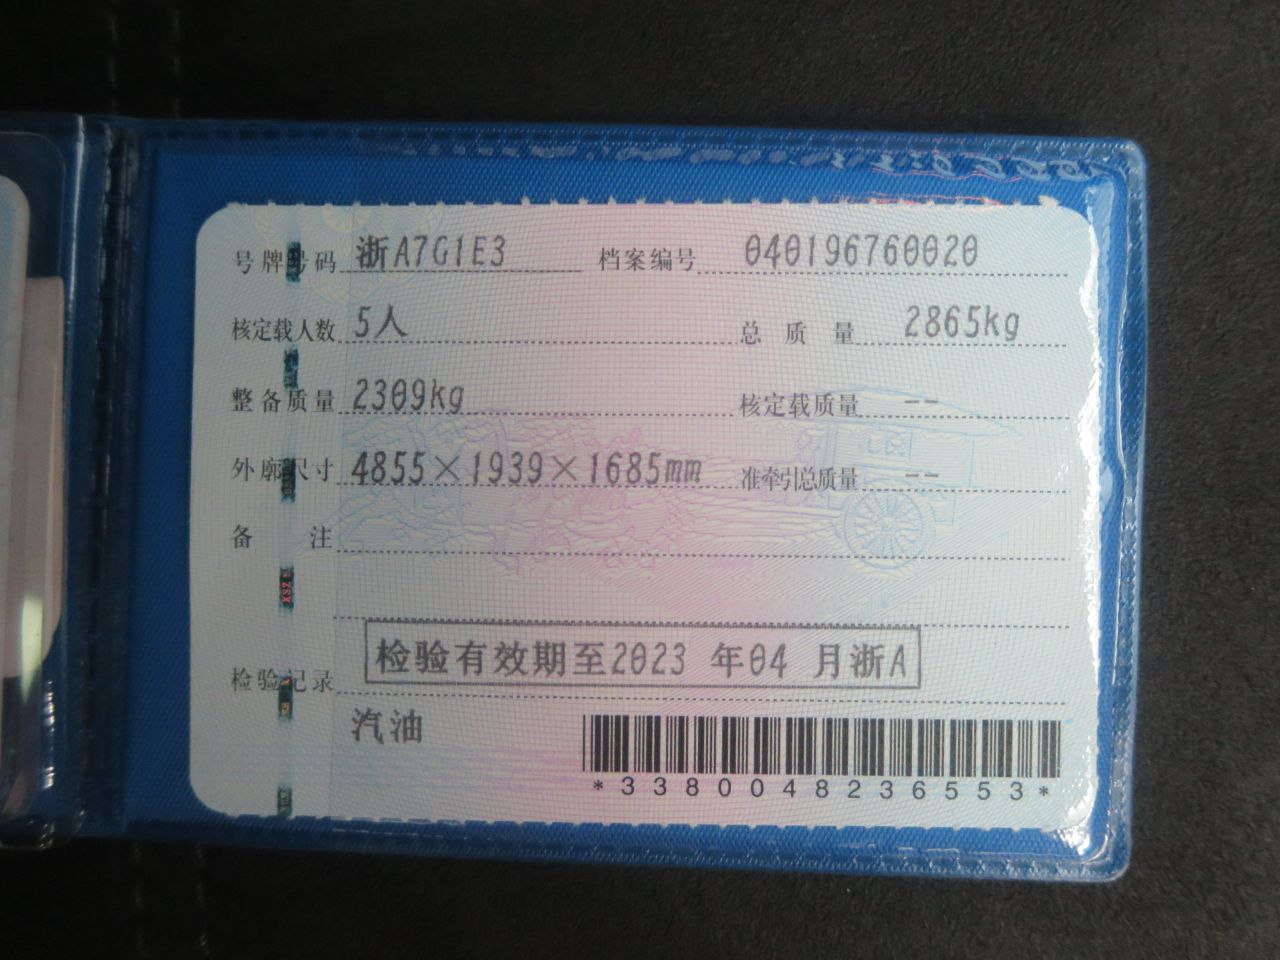 号牌号码 浙A7G1E3 档案编号 040196760020
核定载人数 5人 总质量 2865kg
整备质量 2309kg 核定载质量 --
外廓尺寸 4855×1939×1685mm 准牵引总质量 --
备注
检验记录 检验有效期至2023 年04 月浙A
汽油
*3380048236553*